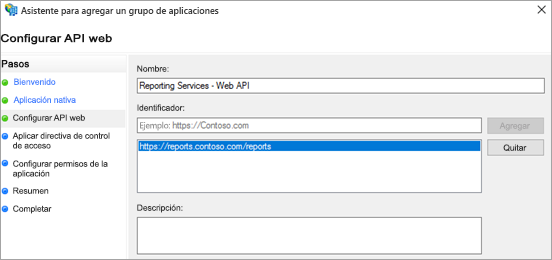 Asistente para agregar un grupo de aplicaciones
Configurar API web
Pasos
Bienvenido
Aplicación nativa
Configurar API web
Aplicar directiva de control
de acceso
Configurar permisos de la
aplicación
Resumen
Completar
Nombre:
Reporting Services - Web API
Identificador:
Ejemplo: https://Contoso.com
Agregar
https://reports.contoso.com/reports
Quitar
Descripción: